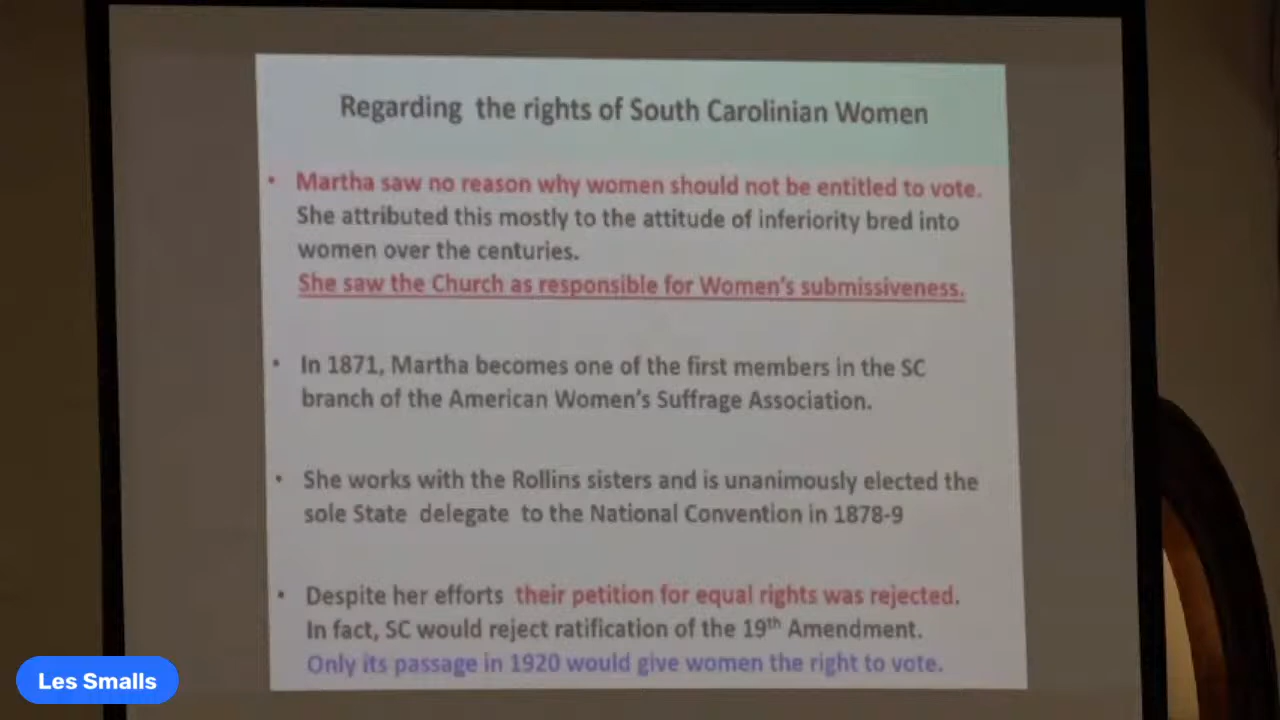 Regarding the rights of South Carolinian Women
• Martha saw no reason why women should not be entitled to vote.
She attributed this mostly to the attitude of inferiority bred into
women over the centuries.
She saw the Church as responsible for Women's submissiveness.
• In 1871, Martha becomes one of the first members in the SC
branch of the American Women's Suffrage Association.
• She works with the Rollins sisters and is unanimously elected the
sole State delegate to the National Convention in 1878-9
• Despite her efforts their petition for equal rights was rejected.
In fact, SC would reject ratification of the 19th Amendment.
Only its passage in 1920 would give women the right to vote.
Les Smalls